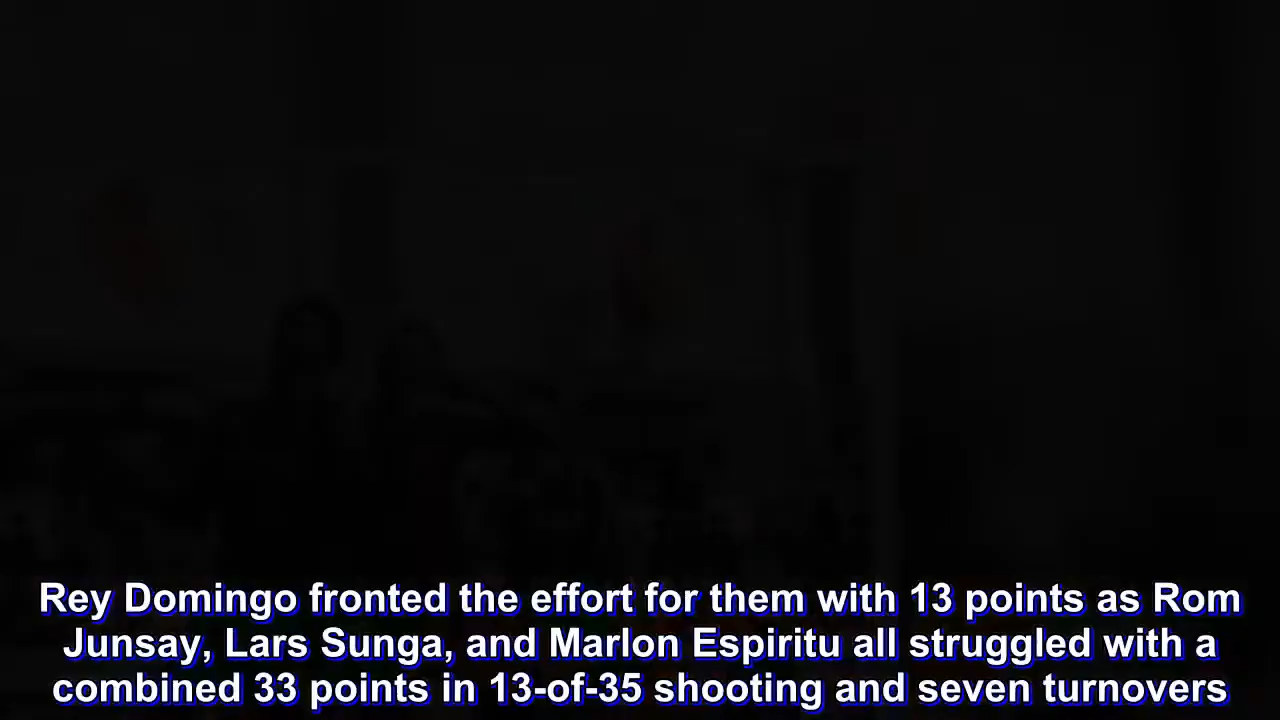 Rey Domingo fronted the effort for them with 13 points as Rom
Junsay, Lars Sunga, and Marlon Espiritu all struggled with a
combined 33 points in 13-of-35 shooting and seven turnovers